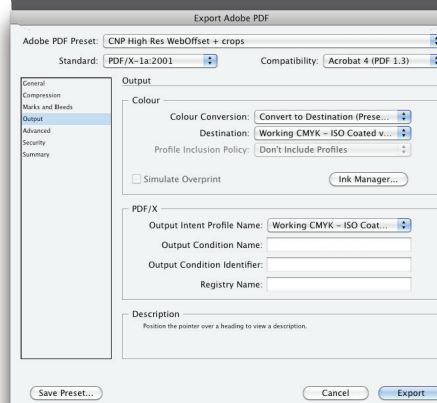 Export Adobe PDF
Adobe PDF Preset: CNP High Res WebOffset + crops
Standard: PDF/X-1a:2001 Compatibility: Acrobat 4 (PDF 1.3)
General
Compression
Marks and Bleeds
Output
Advanced
Security
Summary
Output
Colour
Colour Conversion: Convert to Destination (Prese...
Destination: Working CMYK - ISO Coated v...
Profile Inclusion Policy: Don't Include Profiles
Simulate Overprint Ink Manager...
PDF/X
Output Intent Profile Name: Working CMYK - ISO Coat...
Output Condition Name:
Output Condition Identifier:
Registry Name:
Description
Position the pointer over a heading to view a description.
Save Preset... Cancel Export